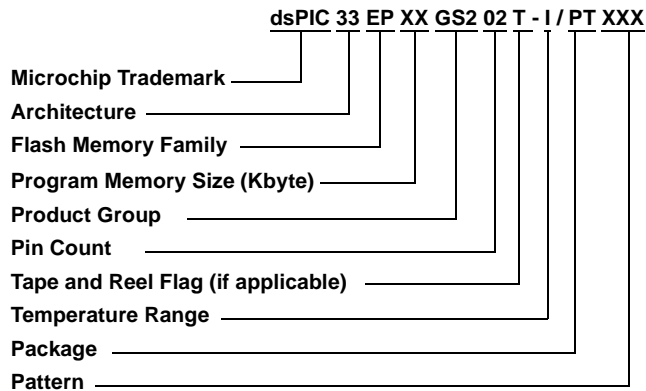 dsPIC 33 EP XX GS2 02 T - I / PT XXX
Microchip Trademark
Architecture
Flash Memory Family
Program Memory Size (Kbyte)
Product Group
Pin Count
Tape and Reel Flag (if applicable)
Temperature Range
Package
Pattern